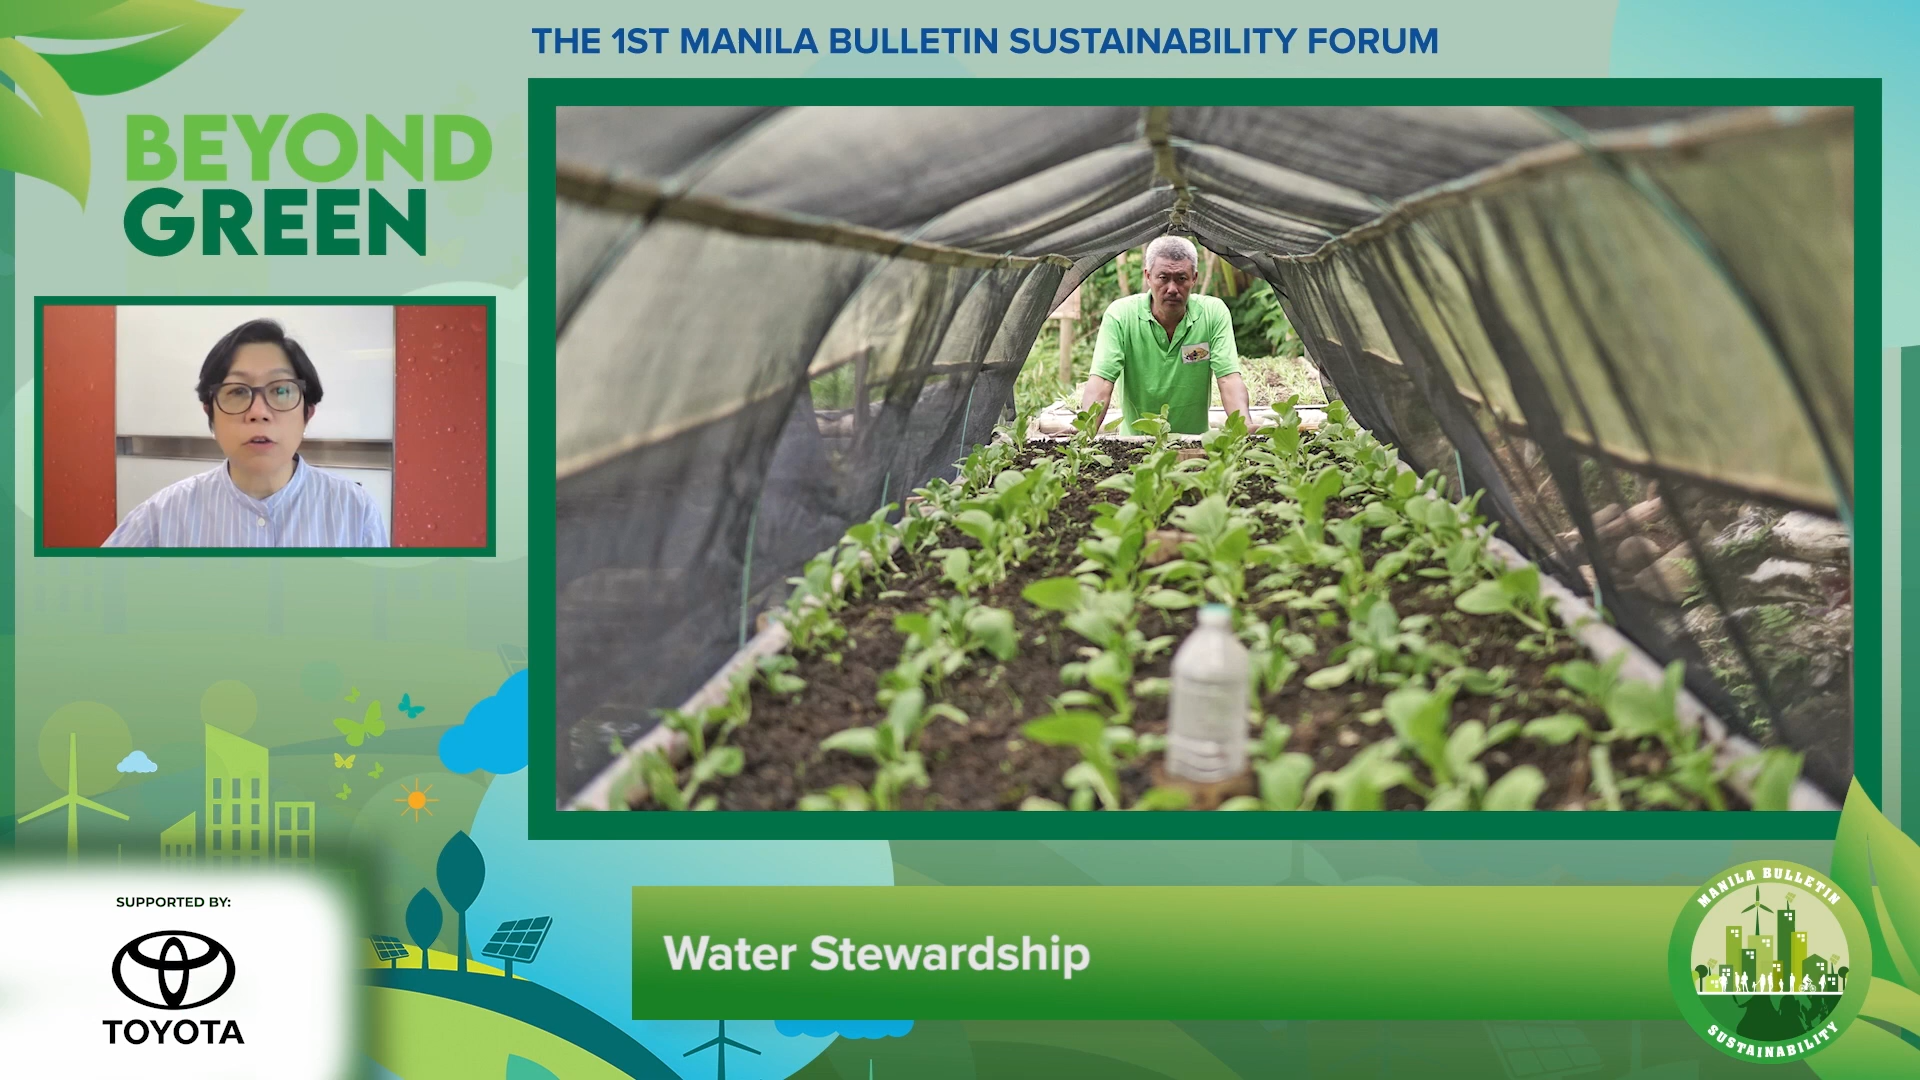 THE 1ST MANILA BULLETIN SUSTAINABILITY FORUM
BEYOND
GREEN
SUPPORTED BY:
TOYOTA
Water Stewardship
MANILA BULLETIN
SUSTAINABILITY